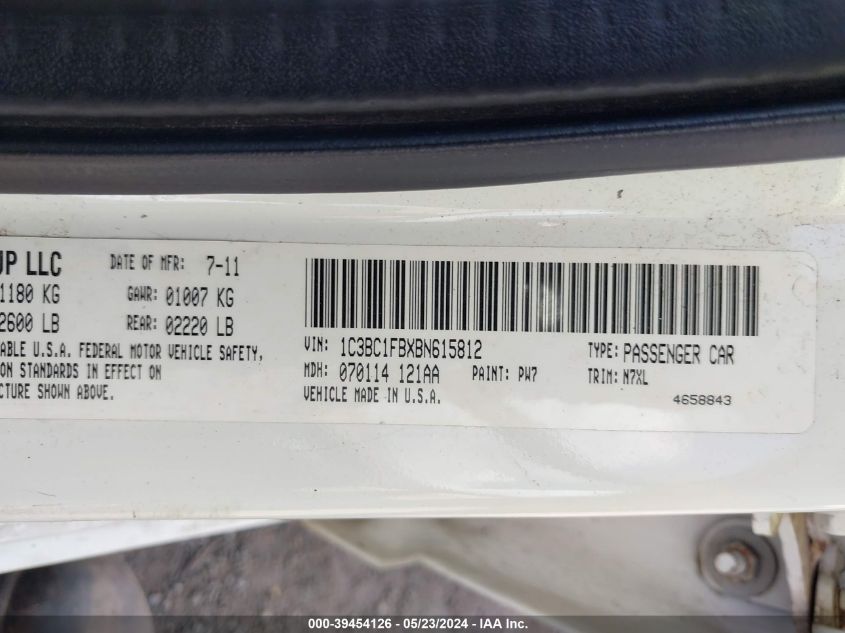 UP LLC DATE OF MFR: 7-11
1180 KG GAWR: 01007 KG
2600 LB REAR: 02220 LB
ABLE U.S.A. FEDERAL MOTOR VEHICLE SAFETY,
ON STANDARDS IN EFFECT ON
CTURE SHOWN ABOVE.
VIN: 1C3BC1FBXBN615812 TYPE: PASSENGER CAR
MDH: 070114 121AA PAINT: PW7 TRIM: N7XL
VEHICLE MADE IN U.S.A. 4658843
000-39454126 - 05/23/2024 - IAA Inc.